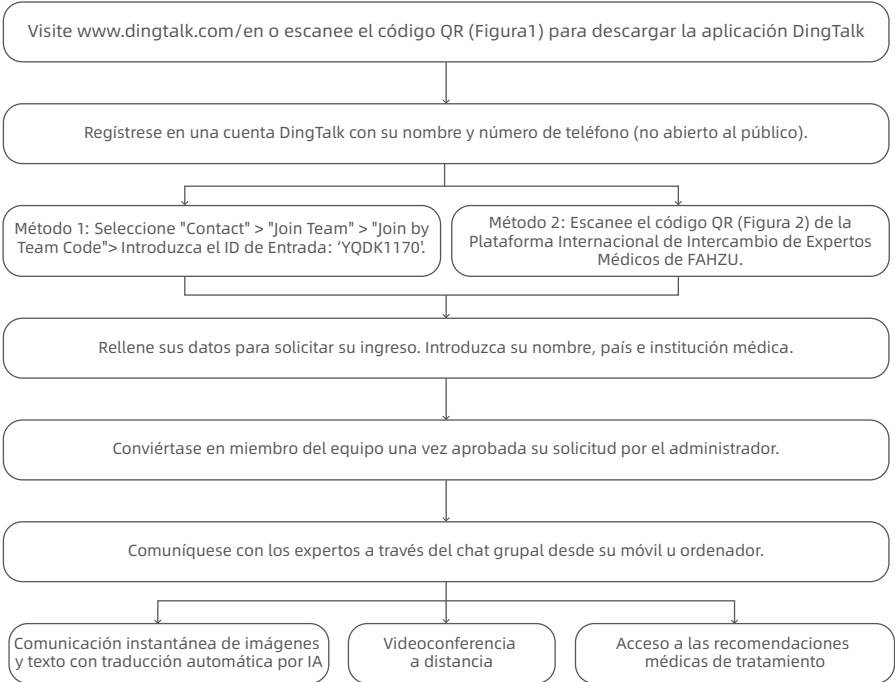 Visite www.dingtalk.com/en o escanee el código QR (Figura1) para descargar la aplicación DingTalk
Regístrese en una cuenta DingTalk con su nombre y número de teléfono (no abierto al público).
Método 1: Seleccione "Contact" > "Join Team" > "Join by
Team Code"> Introduzca el ID de Entrada: ‘YQDK1170'.
Método 2: Escanee el código QR (Figura 2) de la
Plataforma Internacional de Intercambio de Expertos
Médicos de FAHZU.
Rellene sus datos para solicitar su ingreso. Introduzca su nombre, país e institución médica.
Conviértase en miembro del equipo una vez aprobada su solicitud por el administrador.
Comuníquese con los expertos a través del chat grupal desde su móvil u ordenador.
Comunicación instantánea de imágenes
y texto con traducción automática por IA
Videoconferencia
a distancia
Acceso a las recomendaciones
médicas de tratamiento